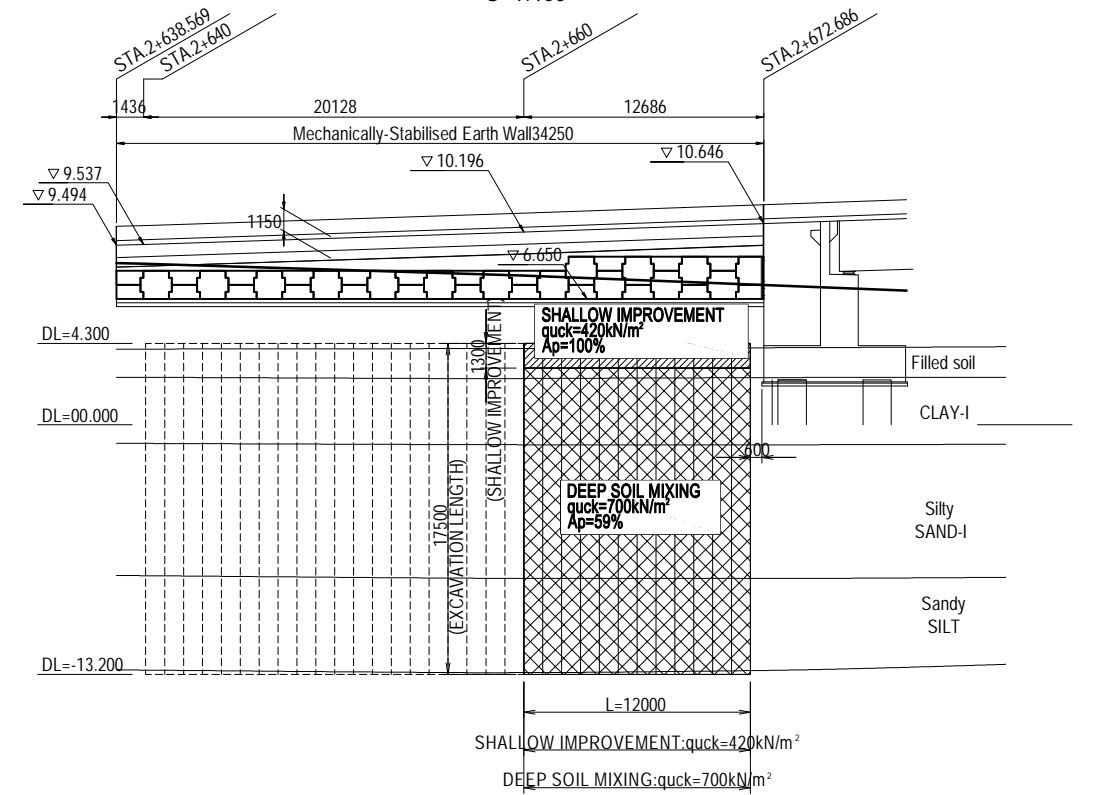 STA.2+638.569
STA.2+640
STA.2+660
STA.2+672.686
1436
20128
12686
Mechanically-Stabilised Earth Wall34250
▽ 9.537
▽ 9.494
▽ 10.196
▽ 10.646
1150
▽ 6.650
SHALLOW IMPROVEMENT
quck=420kN/m²
Ap=100%
DL=4.300
1300
(SHALLOW IMPROVEMENT)
Filled soil
DL=00.000
CLAY-I
600
DEEP SOIL MIXING
quck=700kN/m²
Ap=59%
17500
(EXCAVATION LENGTH)
Silty
SAND-I
Sandy
SILT
DL=-13.200
L=12000
SHALLOW IMPROVEMENT:quck=420kN/m²
DEEP SOIL MIXING:quck=700kN/m²